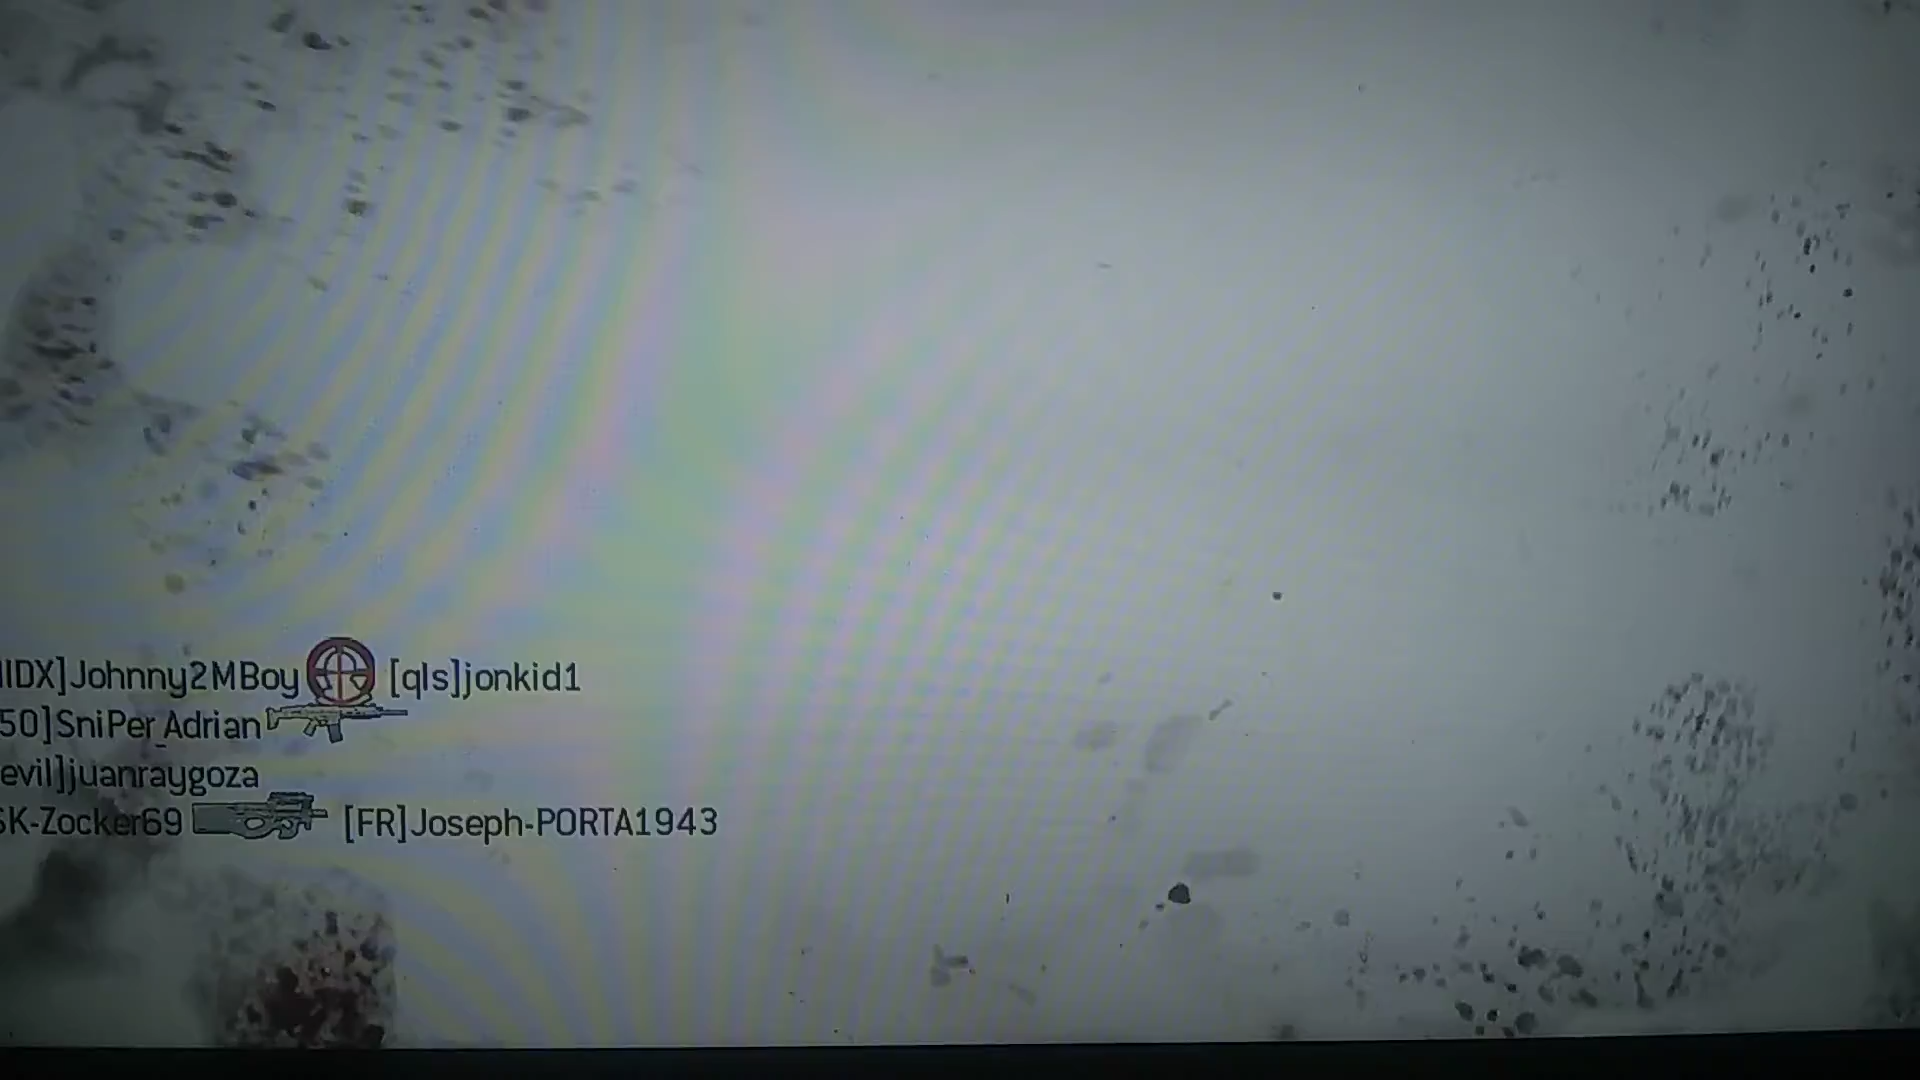 IDX]Johnny2MBoy [qls]jonkid1
50]SniPer_Adrian
evil]juanraygoza
SK-Zocker69 [FR]Joseph-PORTA1943